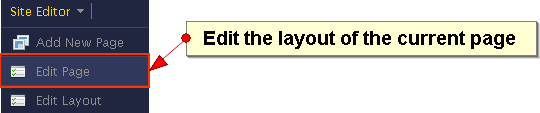 Site Editor
Add New Page
Edit the layout of the current page
Edit Page
Edit Layout